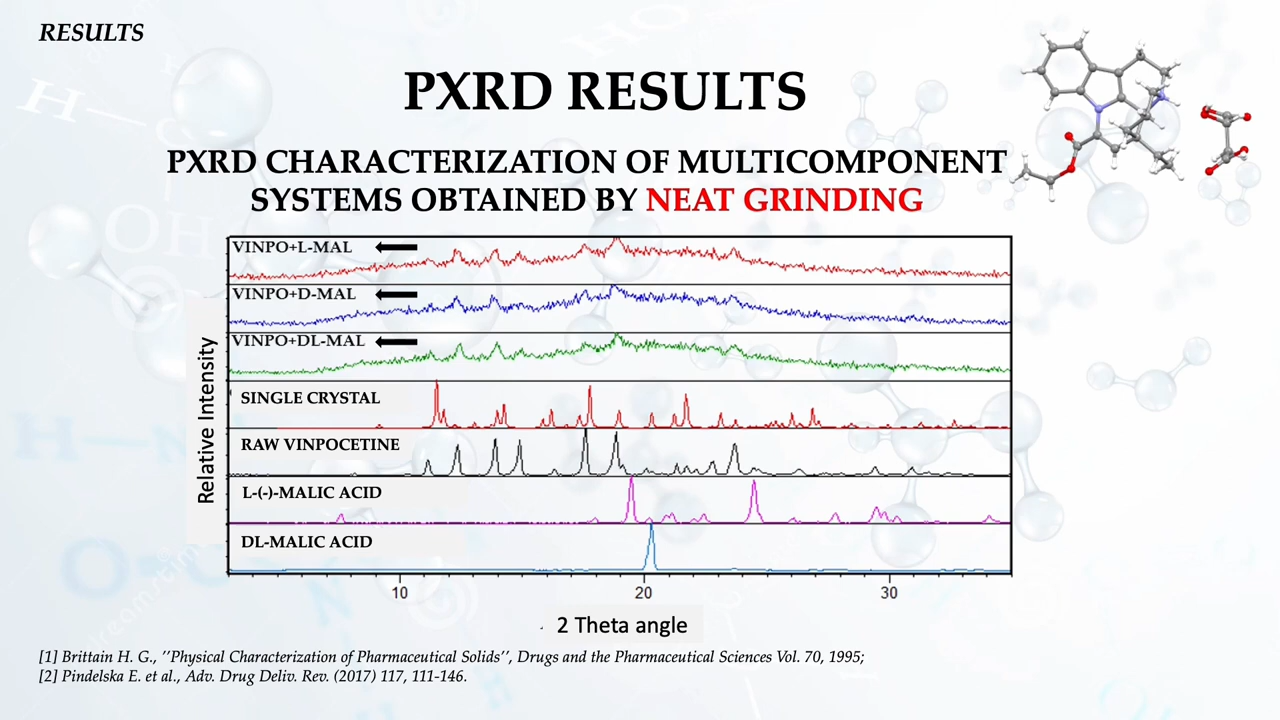 RESULTS
PXRD RESULTS
PXRD CHARACTERIZATION OF MULTICOMPONENT
SYSTEMS OBTAINED BY NEAT GRINDING
VINPO+L-MAL
VINPO+D-MAL
VINPO+DL-MAL
SINGLE CRYSTAL
RAW VINPOCETINE
L-(-)-MALIC ACID
DL-MALIC ACID
Relative Intensity
10 20 30
2 Theta angle
[1] Brittain H. G., ’’Physical Characterization of Pharmaceutical Solids’’, Drugs and the Pharmaceutical Sciences Vol. 70, 1995;
[2] Pindelska E. et al., Adv. Drug Deliv. Rev. (2017) 117, 111-146.